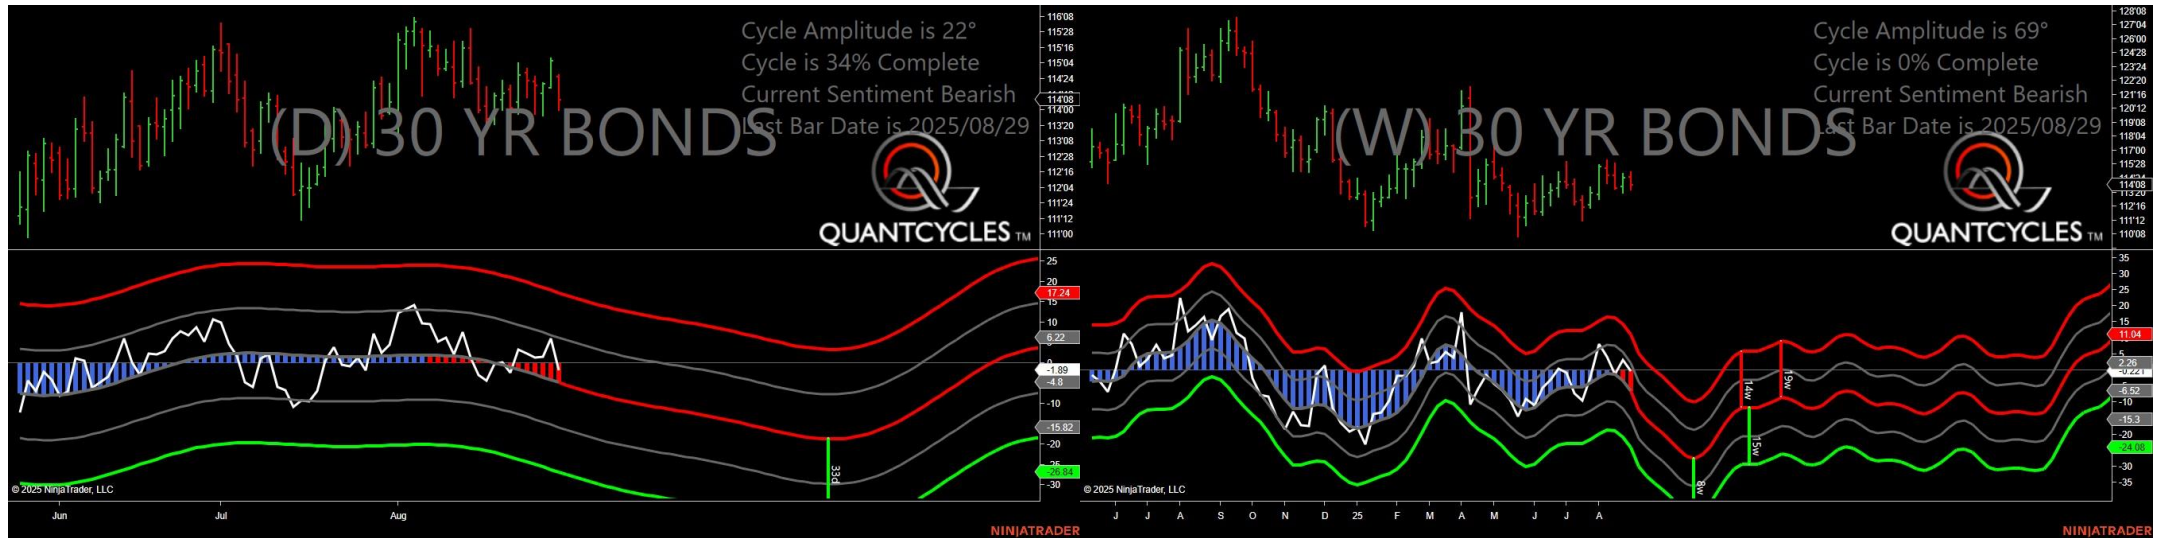 Cycle Amplitude is 22°
Cycle is 34% Complete
Current Sentiment Bearish
Last Bar Date is 2025/08/29
(D) 30 YR BONDS
QUANTCYCLES TM
116'08
115'28
115'16
115'04
114'24
114'08
114'00
113'20
113'08
112'28
112'16
112'04
111'24
111'12
111'00
25
20
17.24
15
10
6.22
0
-1.89
-4.8
-10
-15.82
-20
-26.84
-30
33d
© 2025 NinjaTrader, LLC
Jun
Jul
Aug
NINJATRADER
Cycle Amplitude is 69°
Cycle is 0% Complete
Current Sentiment Bearish
Last Bar Date is 2025/08/29
(W) 30 YR BONDS
QUANTCYCLES TM
128'08
127'04
126'00
124'28
123'24
122'20
121'16
120'12
119'08
118'04
117'00
115'28
114'08
113'20
112'16
111'12
110'08
35
30
25
20
15
11.04
5
2.26
-0.221
-6.52
-10
-15.3
-20
-24.08
-30
-35
14w
19w
15w
8w
© 2025 NinjaTrader, LLC
J
J
A
S
O
N
D
25
F
M
A
M
J
J
A
NINJATRADER